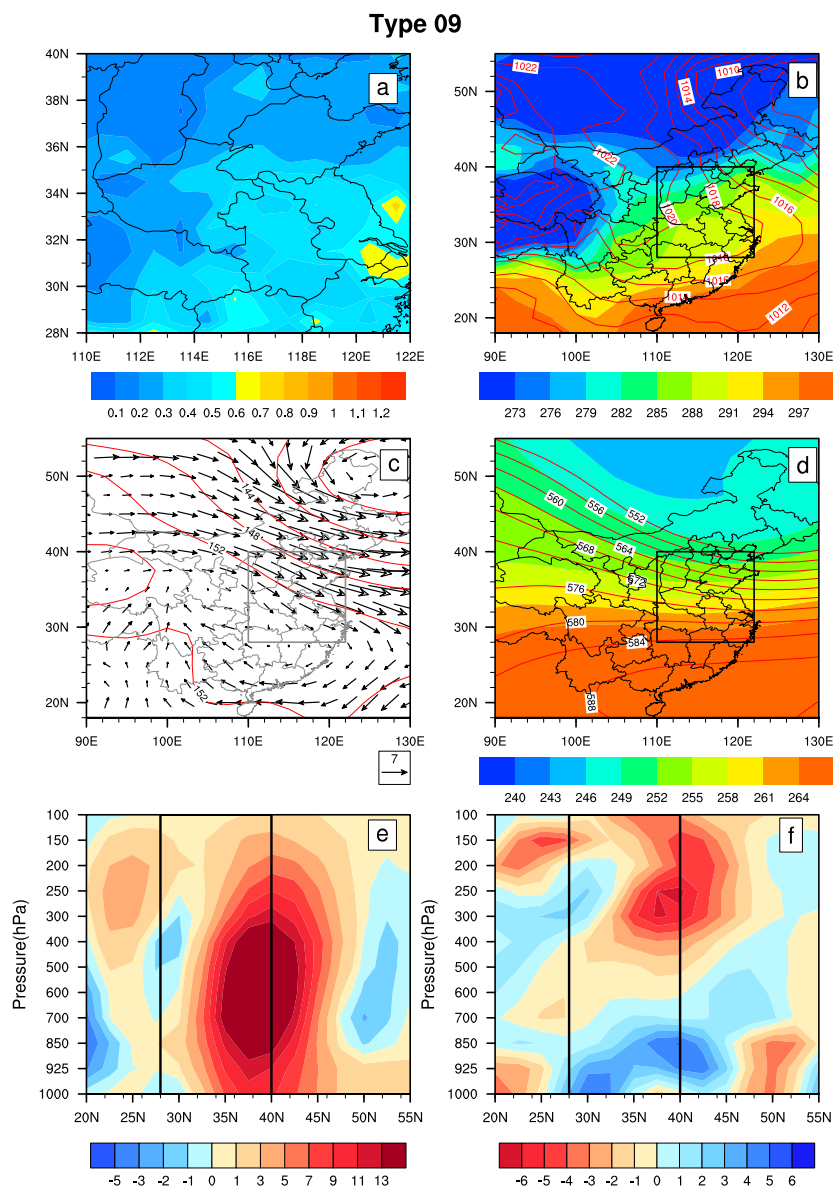 Type 09
40N
38N
36N
34N
32N
30N
28N
a
110E 112E 114E 116E 118E 120E 122E
0.1 0.2 0.3 0.4 0.5 0.6 0.7 0.8 0.9 1 1.1 1.2
50N
40N
30N
20N
b
1022
1010
1014
1022
1018
1020
1016
1018
1016
1012
90E 100E 110E 120E 130E
273 276 279 282 285 288 291 294 297
50N
40N
30N
20N
c
144
148
152
152
90E 100E 110E 120E 130E
7
50N
40N
30N
20N
d
552
556
560
564
568
572
576
580
584
588
90E 100E 110E 120E 130E
240 243 246 249 252 255 258 261 264
Pressure(hPa)
100
150
200
250
300
400
500
600
700
850
925
1000
e
20N 25N 30N 35N 40N 45N 50N 55N
-5 -3 -2 -1 0 1 3 5 7 9 11 13
Pressure(hPa)
100
150
200
250
300
400
500
600
700
850
925
1000
f
20N 25N 30N 35N 40N 45N 50N 55N
-6 -5 -4 -3 -2 -1 0 1 2 3 4 5 6